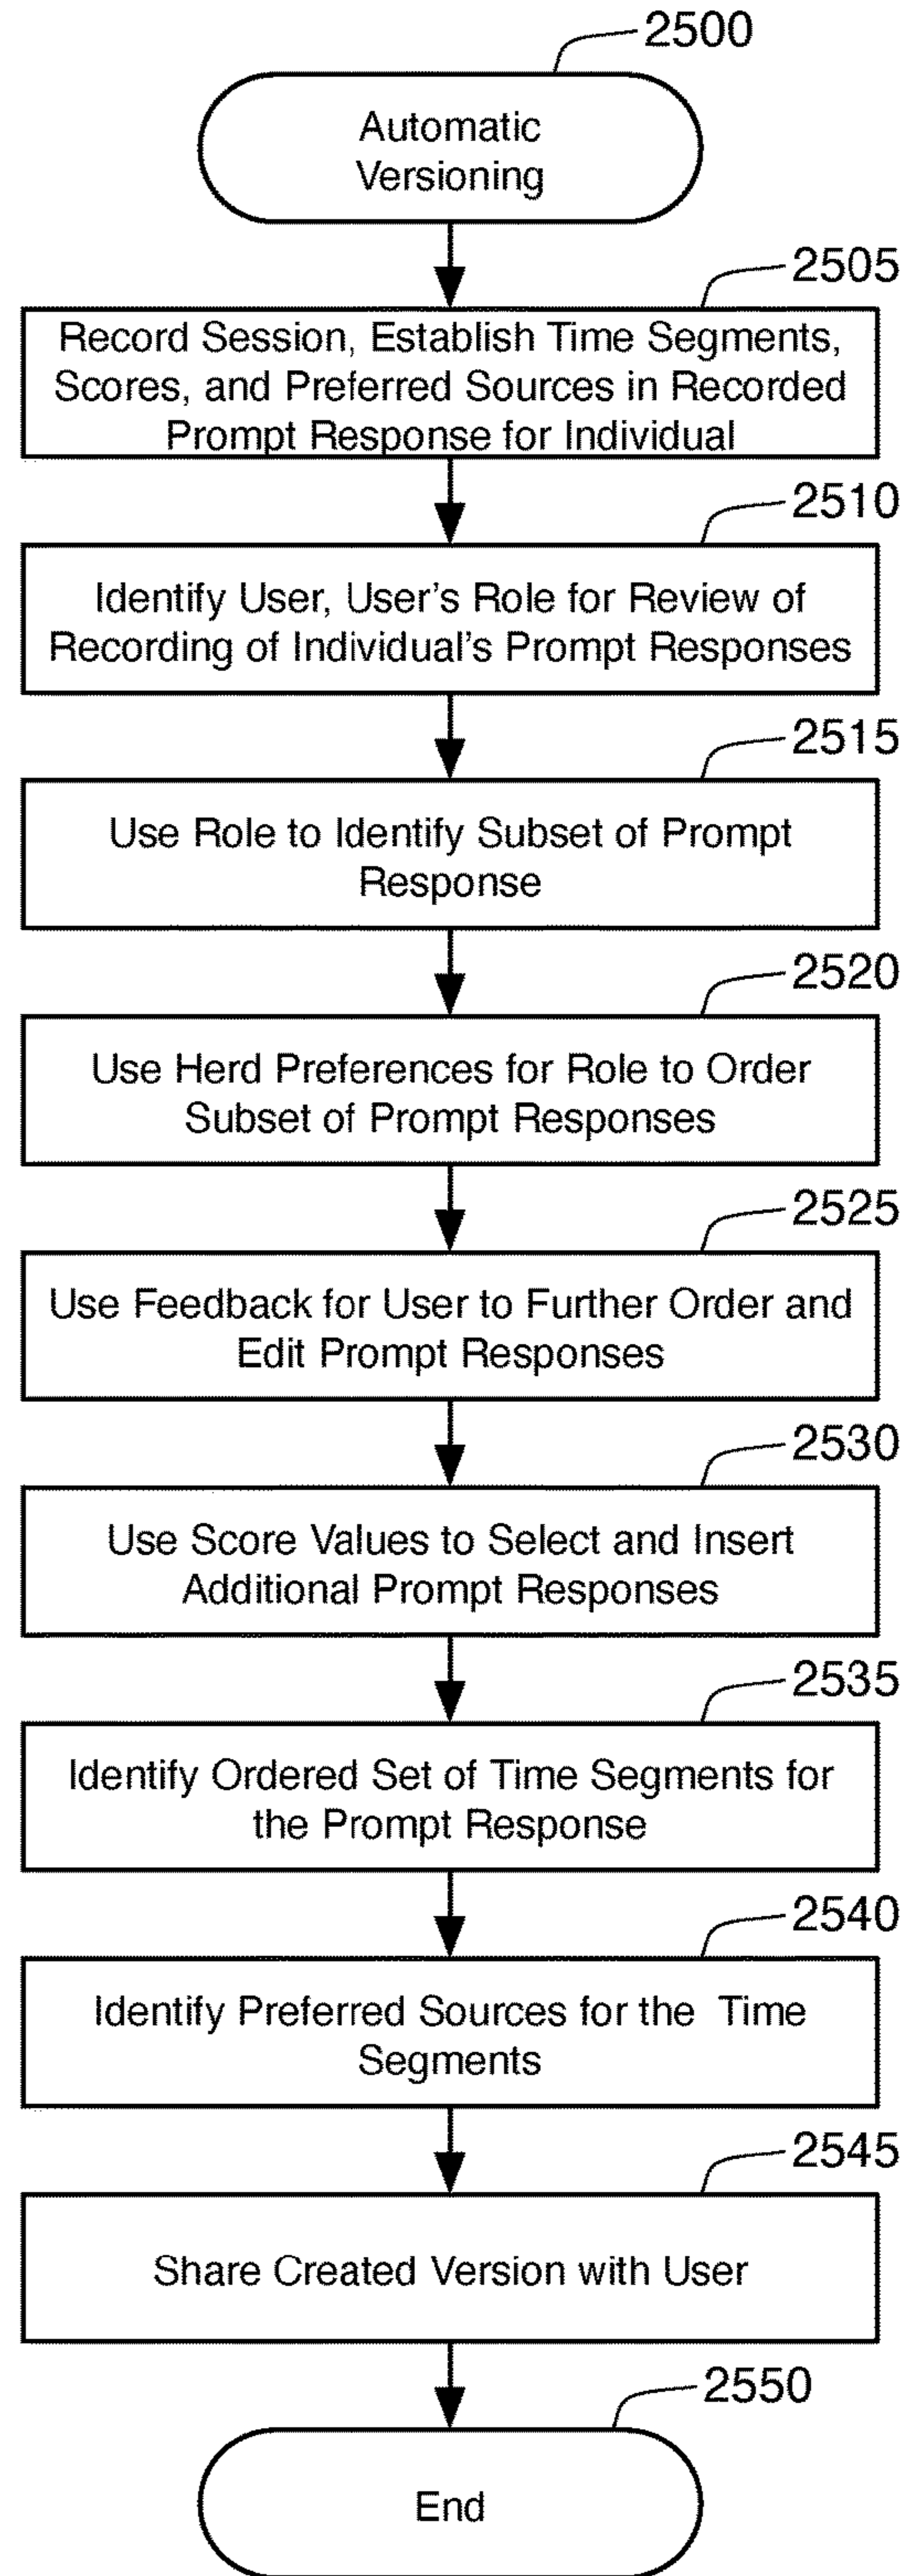 2500
Automatic
Versioning
2505
Record Session, Establish Time Segments,
Scores, and Preferred Sources in Recorded
Prompt Response for Individual
2510
Identify User, User's Role for Review of
Recording of Individual's Prompt Responses
2515
Use Role to Identify Subset of Prompt
Response
2520
Use Herd Preferences for Role to Order
Subset of Prompt Responses
2525
Use Feedback for User to Further Order and
Edit Prompt Responses
2530
Use Score Values to Select and Insert
Additional Prompt Responses
2535
Identify Ordered Set of Time Segments for
the Prompt Response
2540
Identify Preferred Sources for the Time
Segments
2545
Share Created Version with User
2550
End